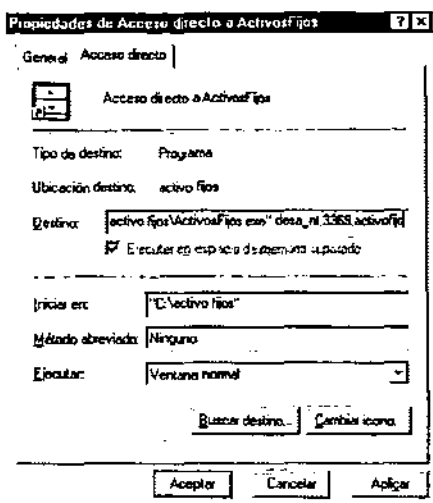 Propiedades de Acceso directo a ActivosFijos
General Acceso directo
Acceso directo a ActivosFijos
Tipo de destino: Programa
Ubicación destino: activo fijos
Destino: activo fijos\ActivosFijos.exe" desa_nt,3369,activofijo
Ejecutar en espacio de memoria separado
Iniciar en: "C:\activo fijos"
Método abreviado: Ninguno
Ejecutar: Ventana normal
Buscar destino... Cambiar icono...
Aceptar Cancelar Aplicar